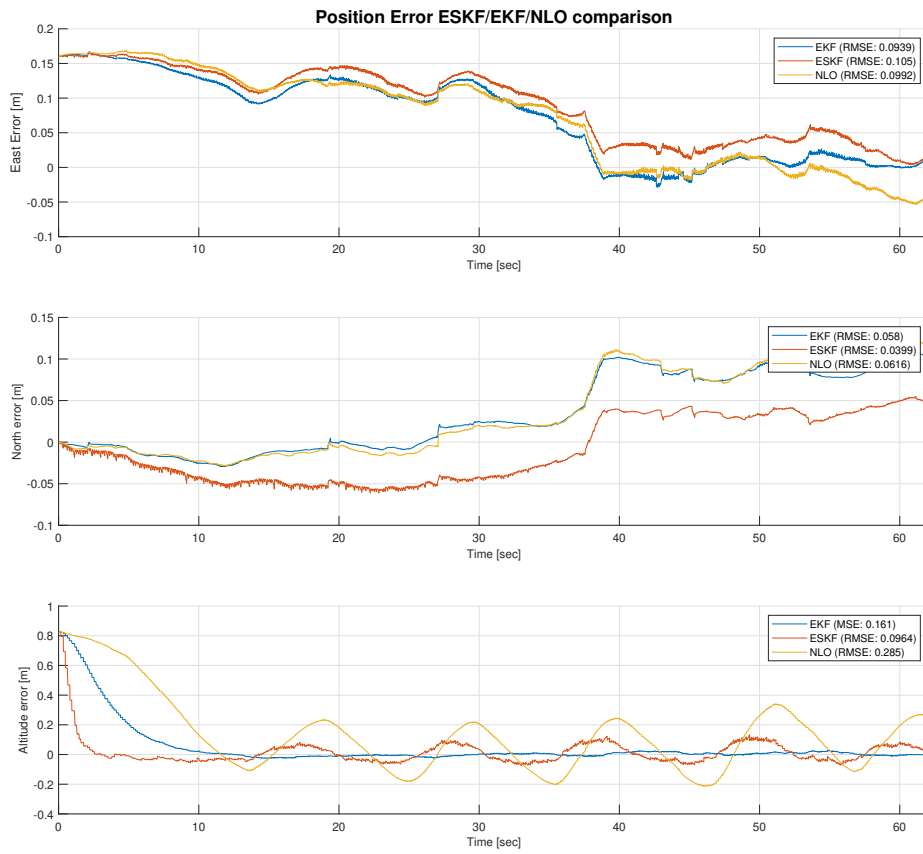 Position Error ESKF/EKF/NLO comparison
0.2
0.15
0.1
0.05
0
-0.05
-0.1
East Error [m]
EKF (RMSE: 0.0939)
ESKF (RMSE: 0.105)
NLO (RMSE: 0.0992)
0 10 20 30 40 50 60
Time [sec]
0.15
0.1
0.05
0
-0.05
-0.1
North error [m]
EKF (RMSE: 0.058)
ESKF (RMSE: 0.0399)
NLO (RMSE: 0.0616)
0 10 20 30 40 50 60
Time [sec]
1
0.8
0.6
0.4
0.2
0
-0.2
-0.4
Altitude error [m]
EKF (MSE: 0.161)
ESKF (RMSE: 0.0964)
NLO (RMSE: 0.285)
0 10 20 30 40 50 60
Time [sec]